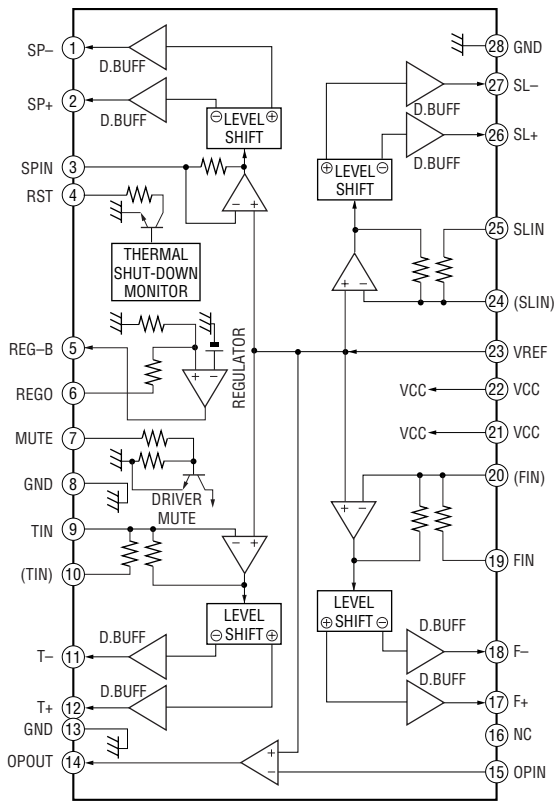 SP–
1
D.BUFF
SP+
2
D.BUFF
⊖ LEVEL ⊕
SHIFT
SPIN
3
RST
4
– +
THERMAL
SHUT-DOWN
MONITOR
REG–B
5
REGULATOR
+ –
REGO
6
MUTE
7
GND
8
DRIVER
MUTE
TIN
9
– +
(TIN)
10
LEVEL
⊖ SHIFT ⊕
T–
11
D.BUFF
T+
12
D.BUFF
GND
13
OPOUT
14
+
–
28
GND
27
SL–
D.BUFF
26
SL+
D.BUFF
⊕ LEVEL ⊖
SHIFT
25
SLIN
+ –
24
(SLIN)
23
VREF
VCC
22
VCC
VCC
21
VCC
20
(FIN)
+ –
19
FIN
LEVEL
⊕ SHIFT ⊖
D.BUFF
18
F–
D.BUFF
17
F+
16
NC
15
OPIN